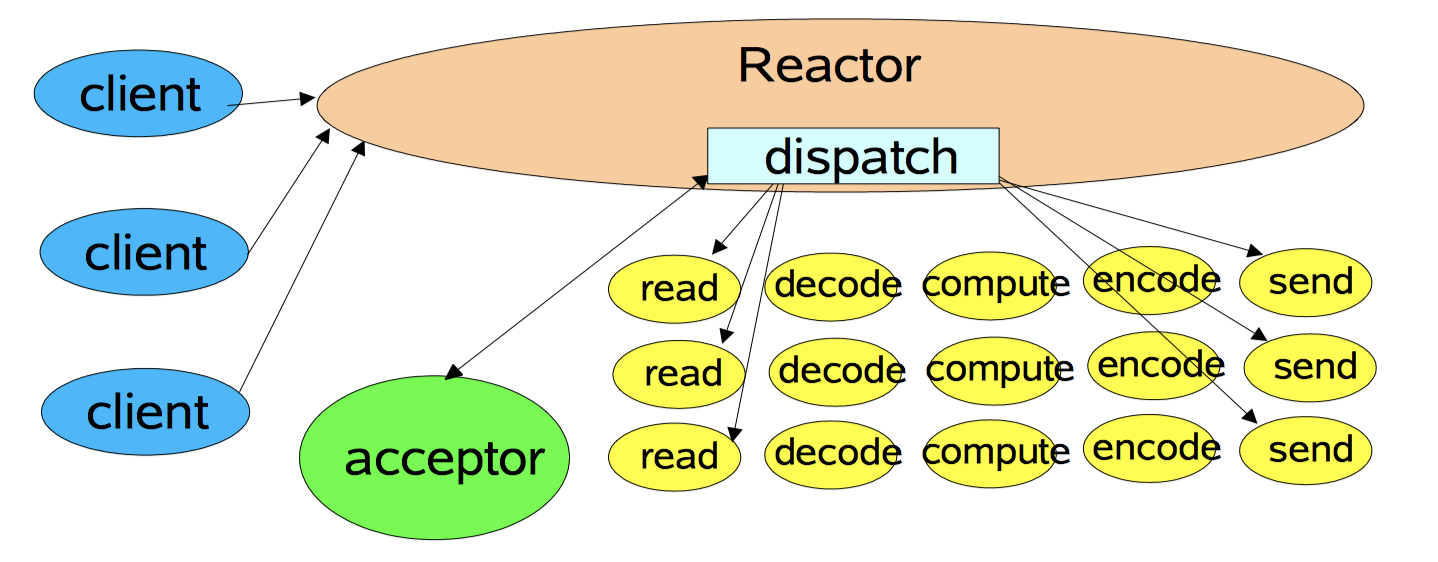 Reactor
client
dispatch
client
read decode compute encode send
client
read decode compute encode send
acceptor
read decode compute encode send